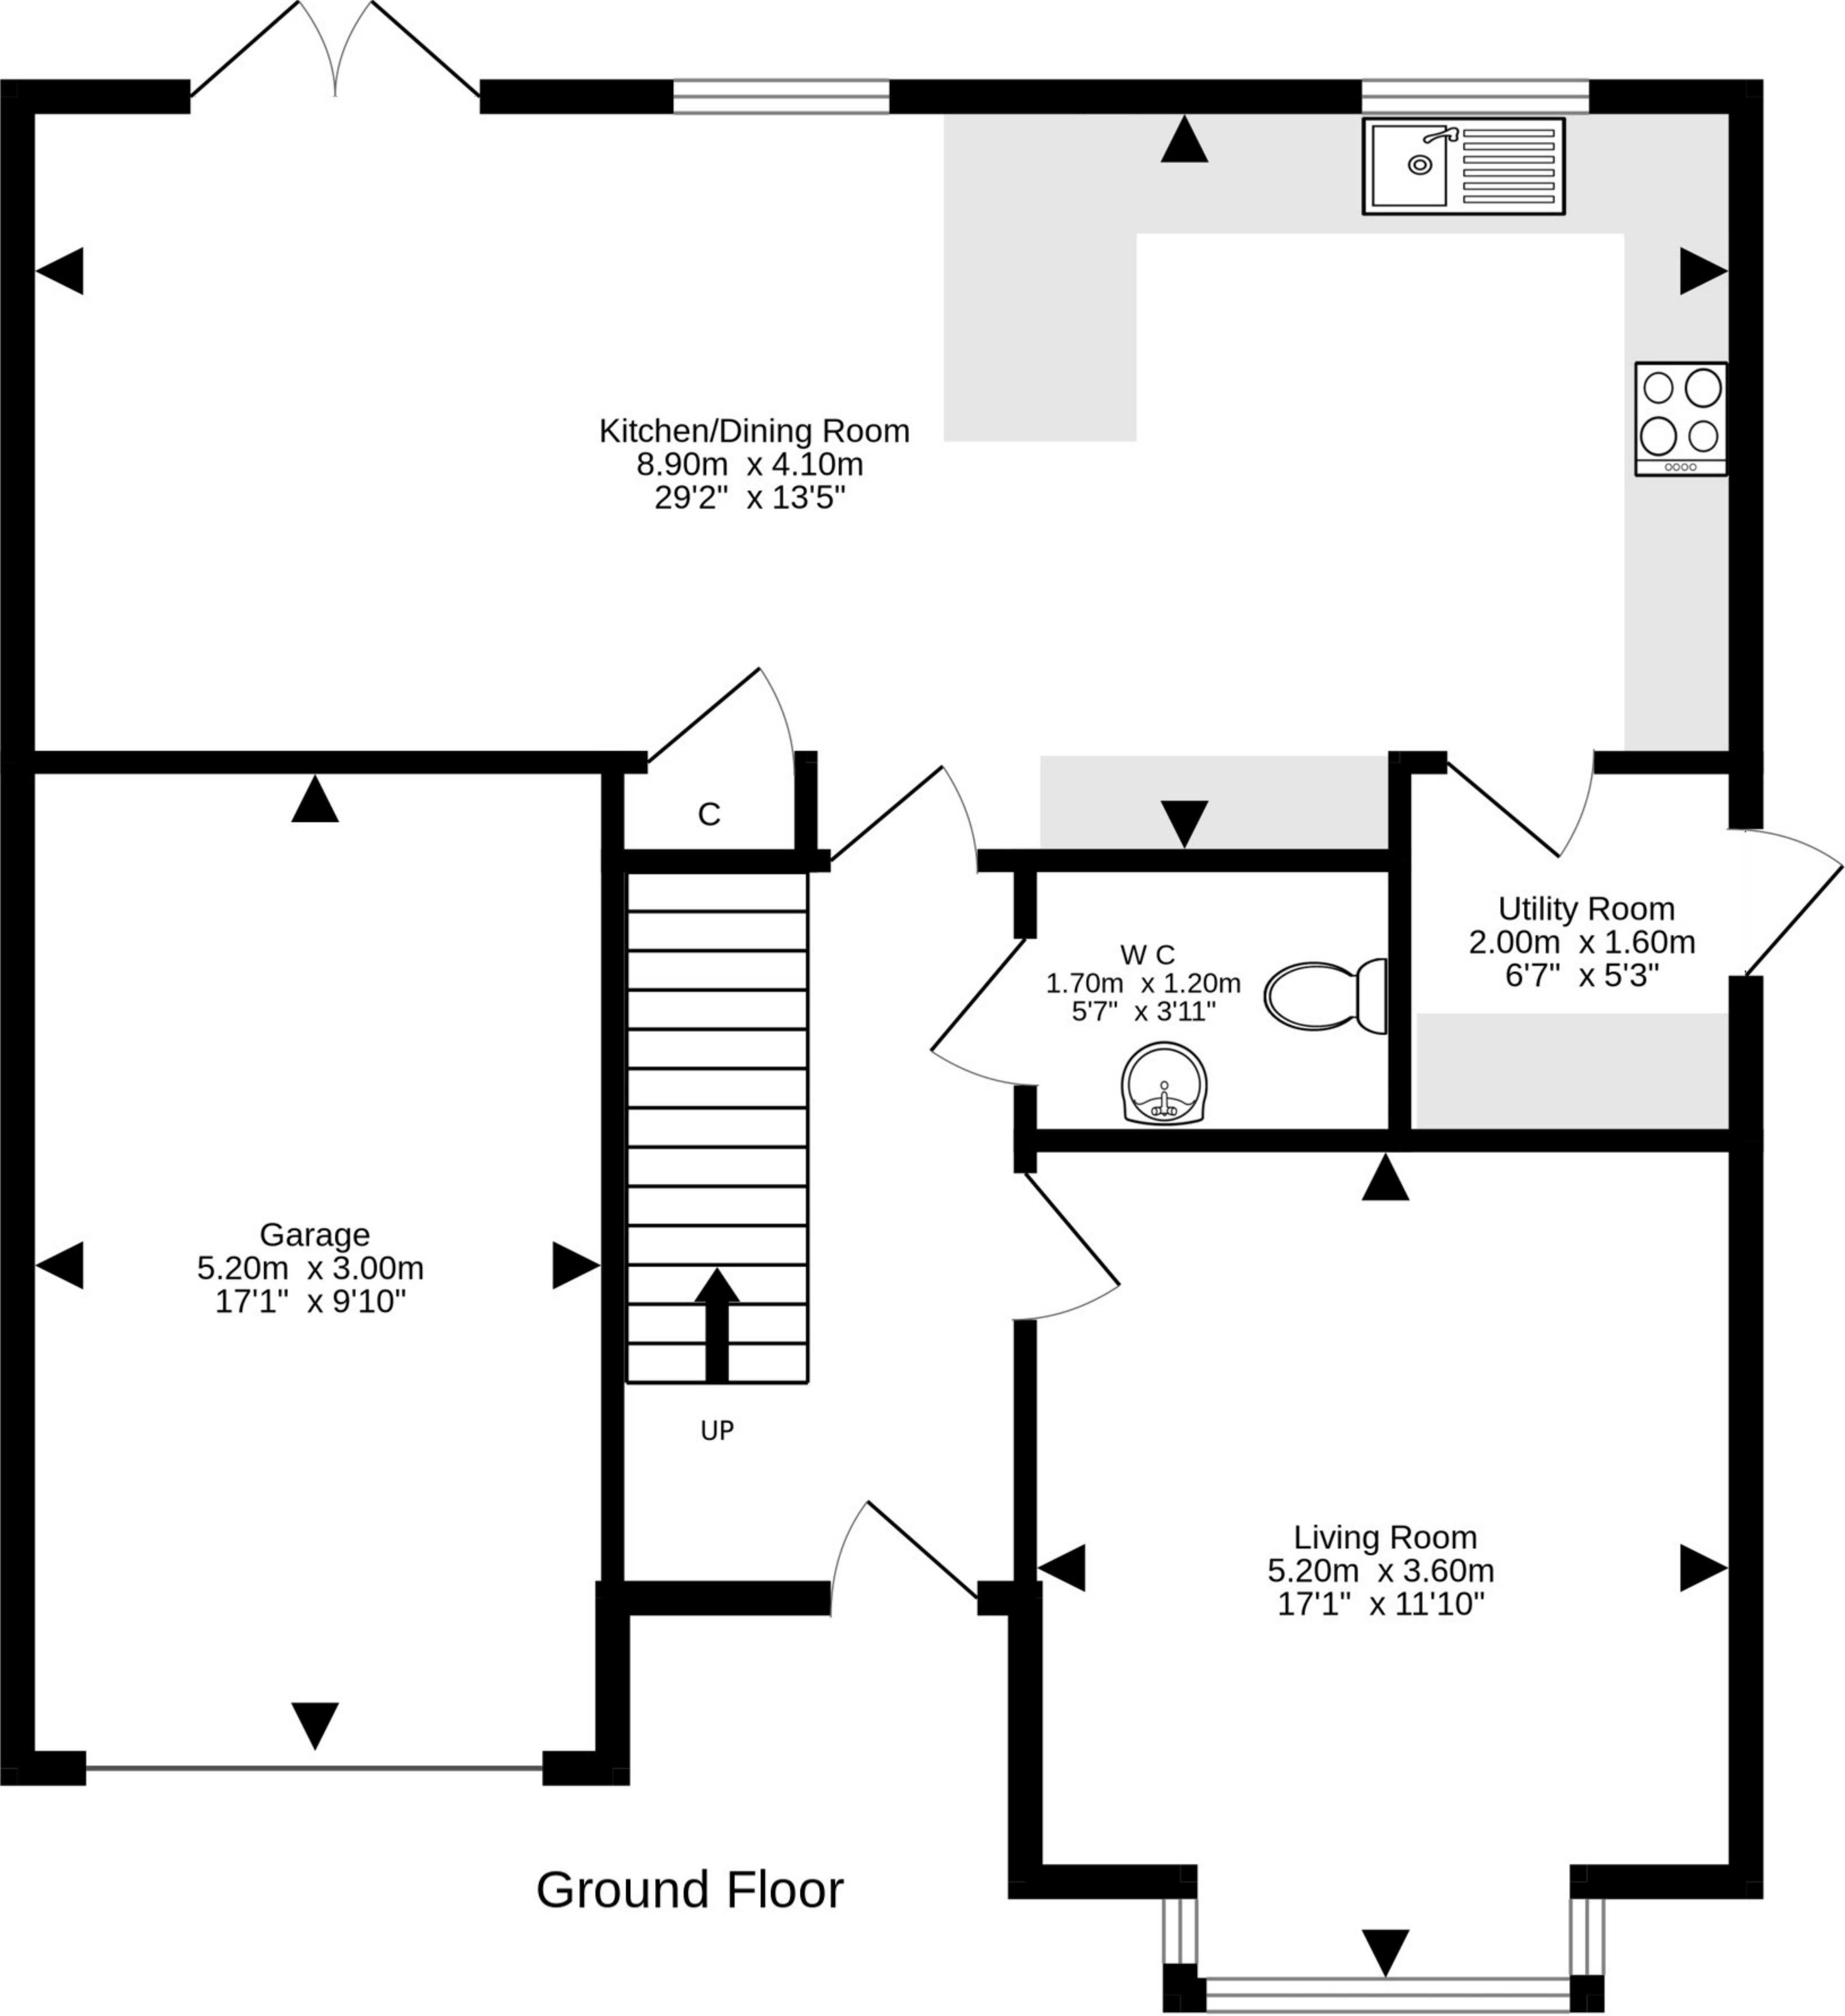 Kitchen/Dining Room
8.90m x 4.10m
29'2" x 13'5"
C
Utility Room
2.00m x 1.60m
6'7" x 5'3"
W C
1.70m x 1.20m
5'7" x 3'11"
Garage
5.20m x 3.00m
17'1" x 9'10"
UP
Living Room
5.20m x 3.60m
17'1" x 11'10"
Ground Floor